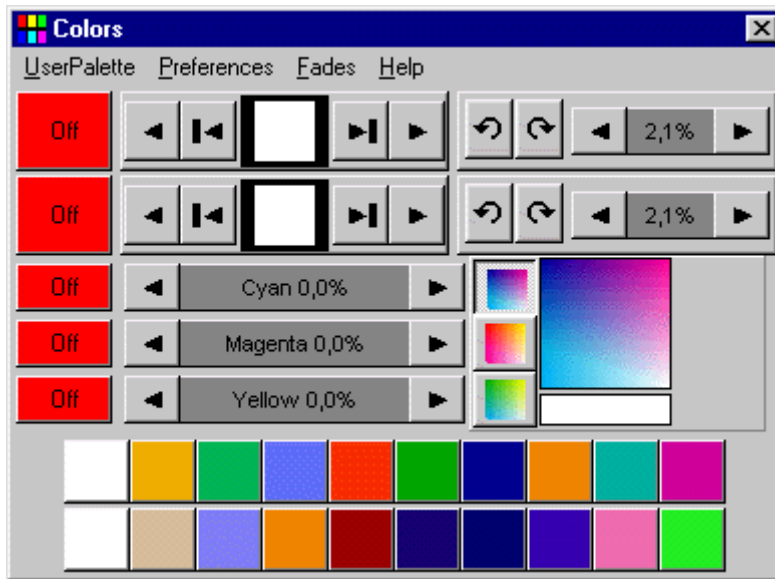 Colors
UserPalette Preferences Fades Help
Off 2,1%
Off 2,1%
Off Cyan 0,0%
Off Magenta 0,0%
Off Yellow 0,0%